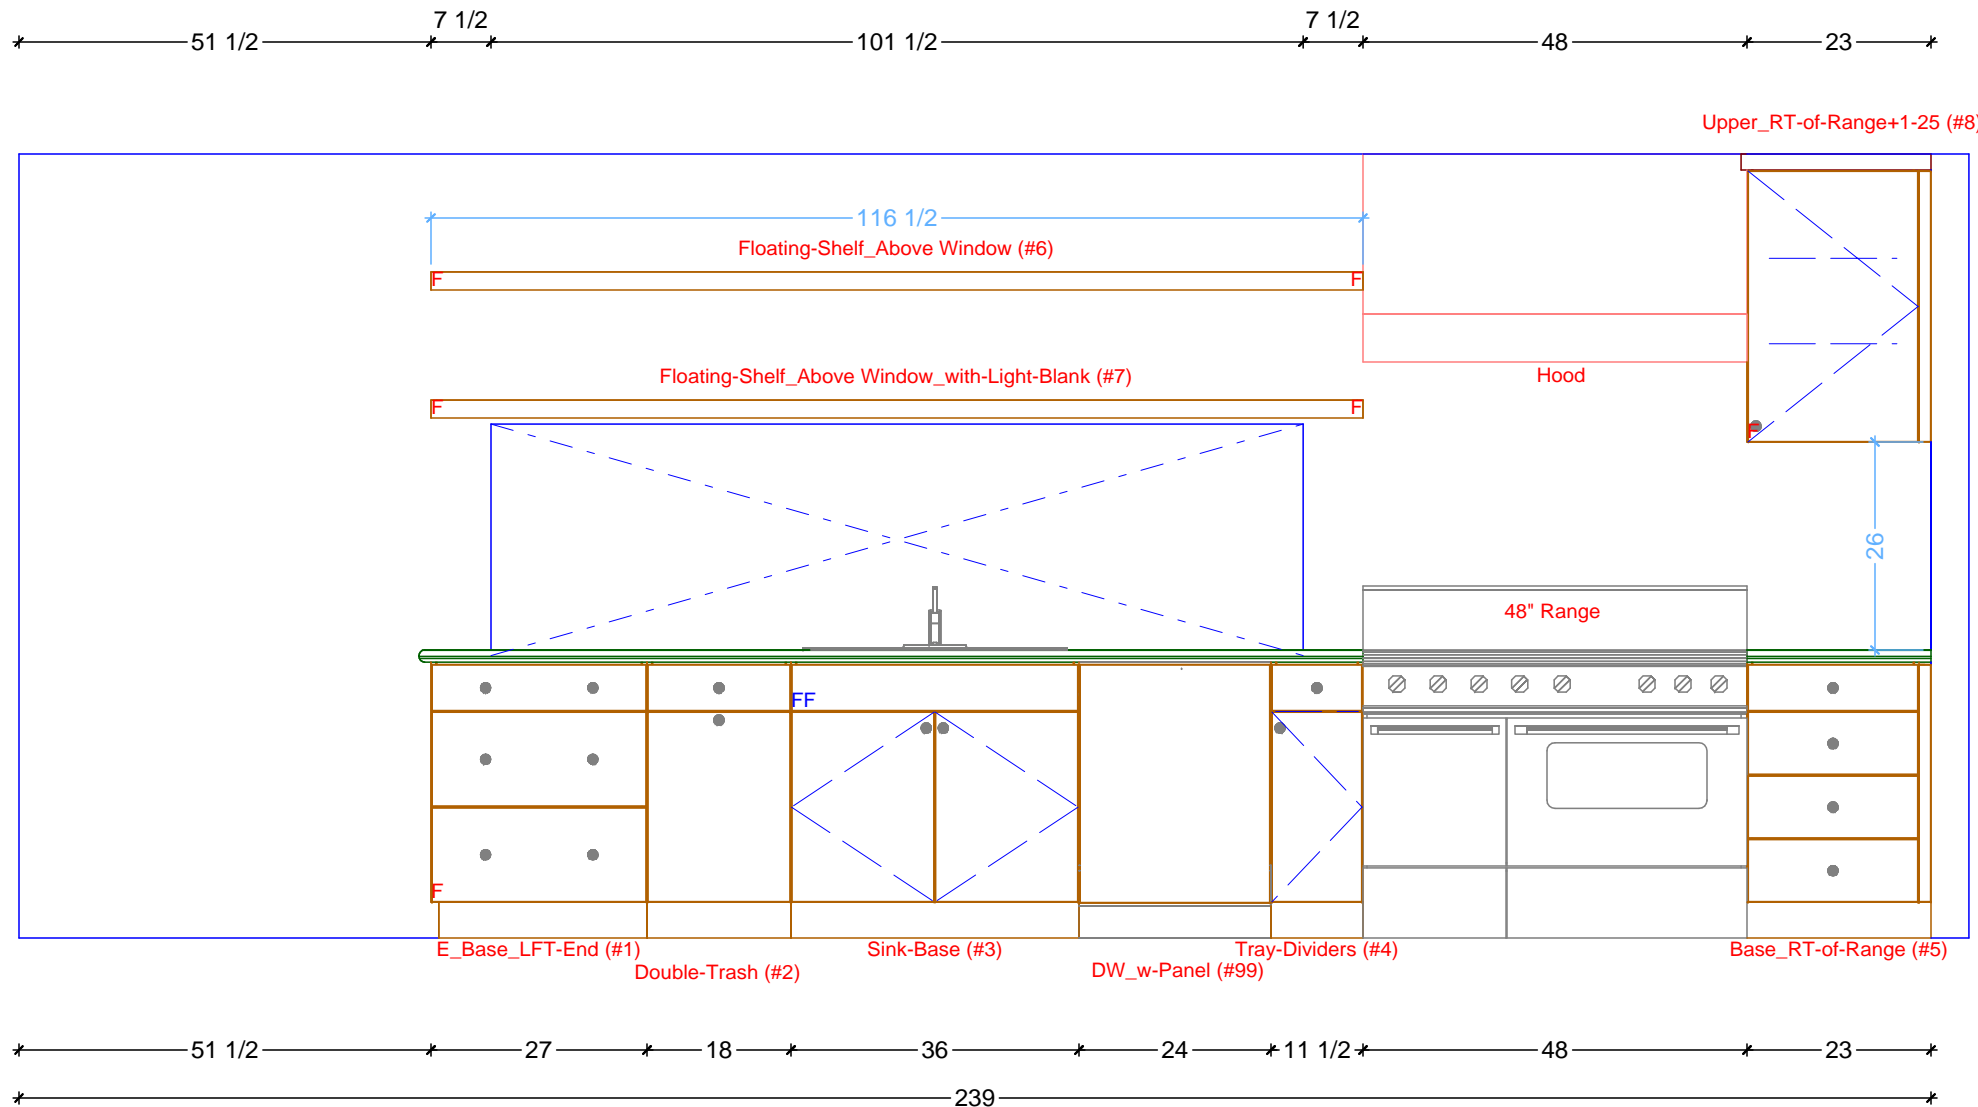 7 1/2
7 1/2
51 1/2
101 1/2
48
23
Upper_RT-of-Range+1-25 (#8)
116 1/2
Floating-Shelf_Above Window (#6)
F
F
Floating-Shelf_Above Window_with-Light-Blank (#7)
Hood
F
F
F
26
48" Range
FF
F
E_Base_LFT-End (#1)
Sink-Base (#3)
Tray-Dividers (#4)
Base_RT-of-Range (#5)
Double-Trash (#2)
DW_w-Panel (#99)
51 1/2
27
18
36
24
11 1/2
48
23
239